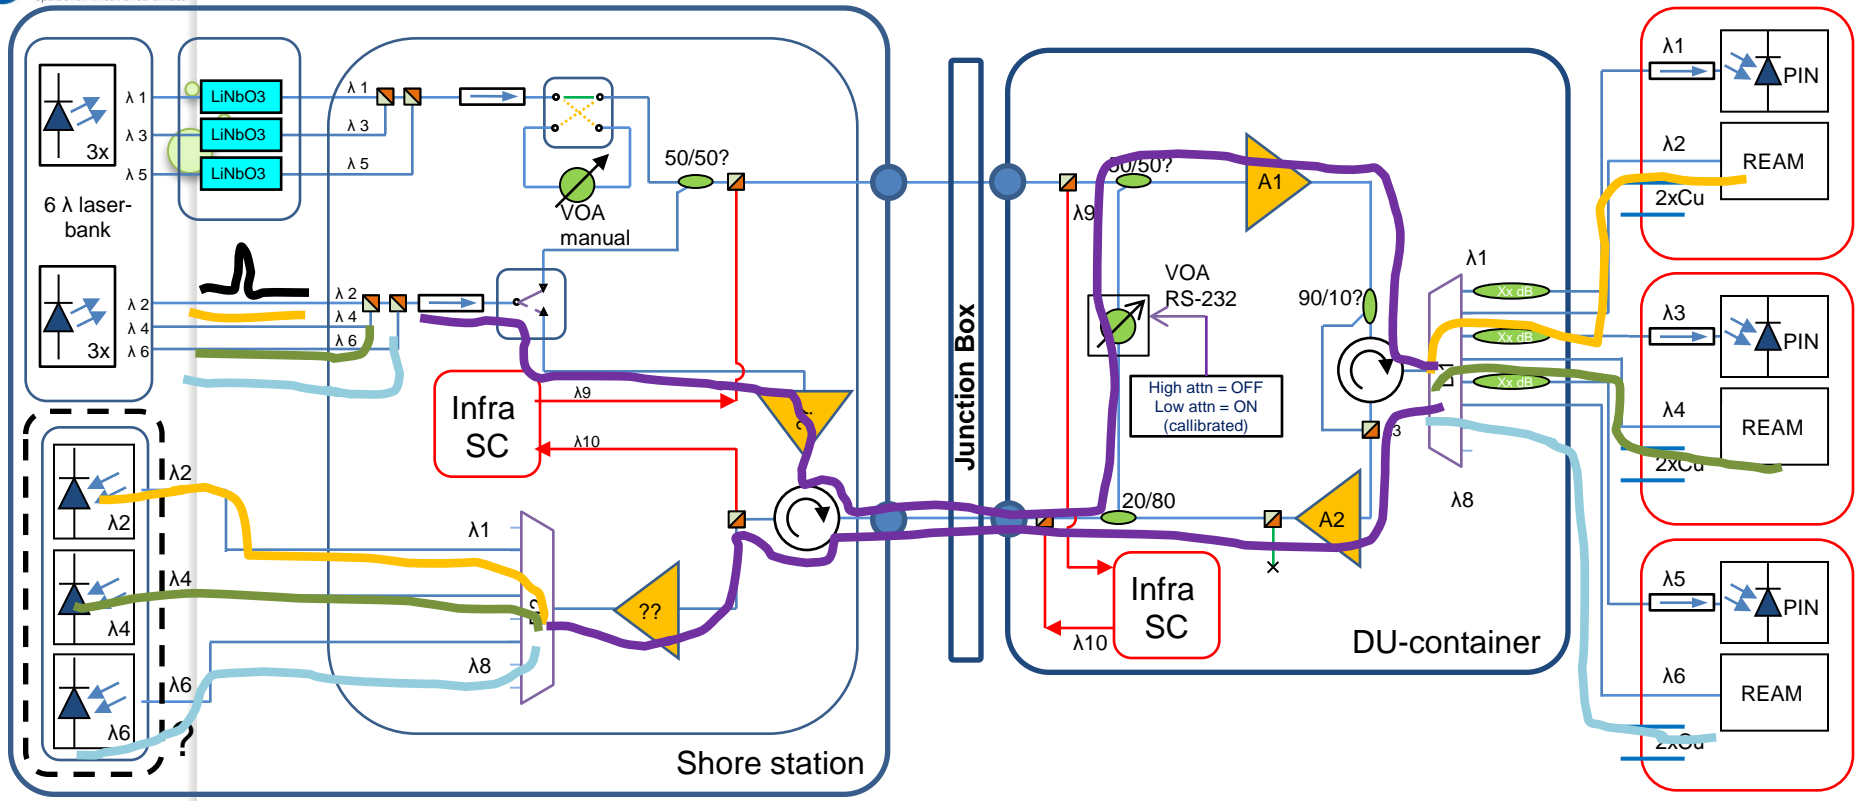 3x
6 λ laser-
bank
3x
λ 1
λ 3
λ 5
λ 2
λ 4
λ 6
LiNbO3
LiNbO3
LiNbO3
λ 1
λ 3
λ 5
λ 2
λ 4
λ 6
VOA
manual
50/50?
Infra
SC
λ9
λ10
λ2
λ4
λ6
?
λ2
λ4
λ6
λ1
λ8
??
Shore station
Junction Box
λ9
50/50?
A1
VOA
RS-232
90/10?
High attn = OFF
Low attn = ON
(callibrated)
20/80
A2
Infra
SC
λ10
DU-container
λ1
Xx dB
Xx dB
Xx dB
λ8
λ1
PIN
λ2
REAM
2xCu
λ3
PIN
λ4
REAM
2xCu
λ5
PIN
λ6
REAM
2xCu